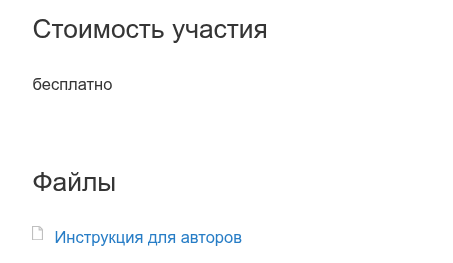 Стоимость участия
бесплатно
Файлы
Инструкция для авторов